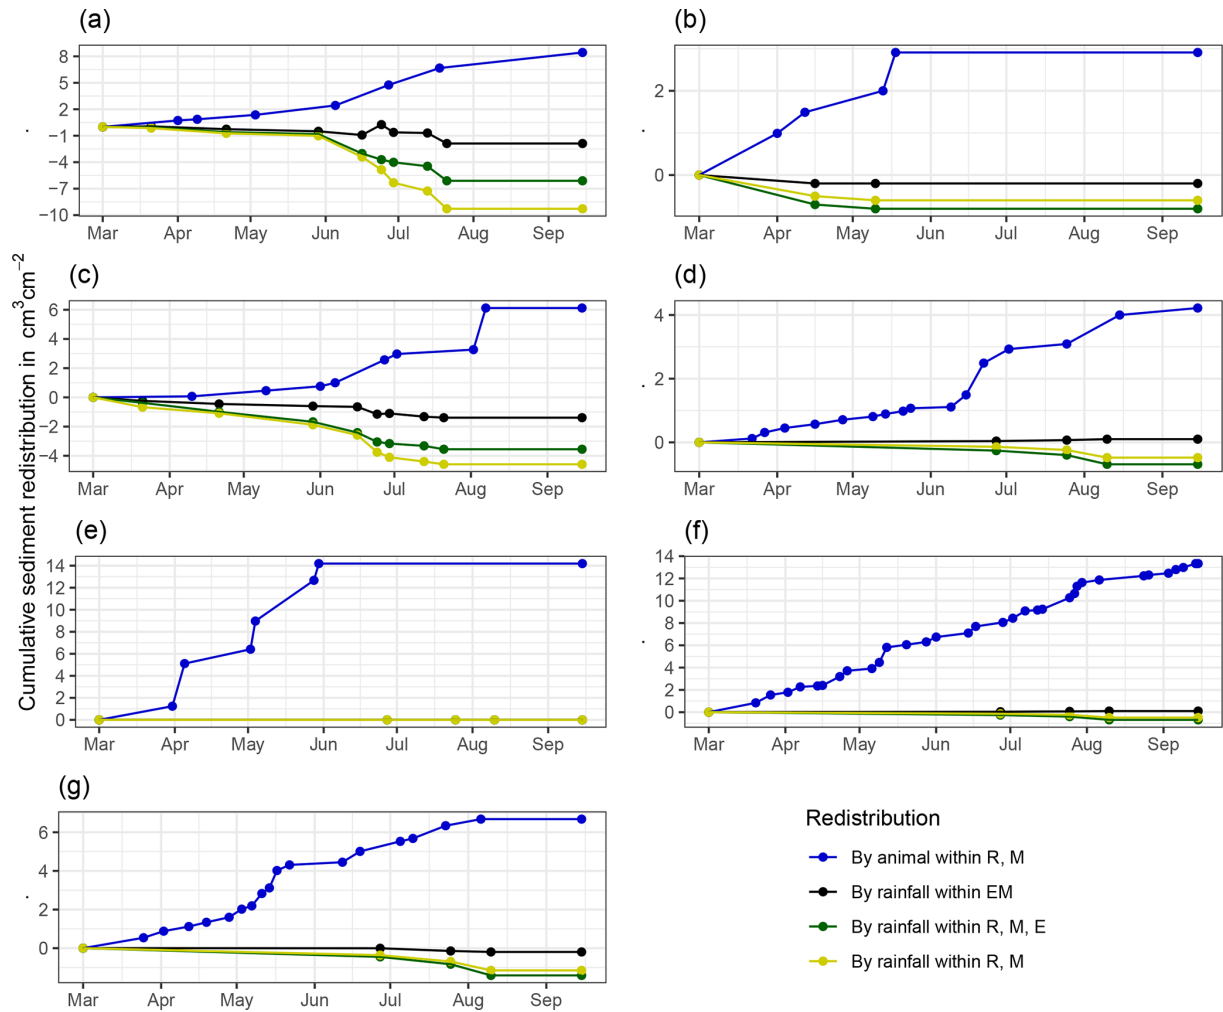 (a)
8
5
2
−1
−4
−7
−10
Mar Apr May Jun Jul Aug Sep
(b)
2
0
Mar Apr May Jun Jul Aug Sep
Cumulative sediment redistribution in cm³cm⁻²
(c)
6
4
2
0
−2
−4
Mar Apr May Jun Jul Aug Sep
(d)
4
2
0
Mar Apr May Jun Jul Aug Sep
(e)
14
12
10
8
6
4
2
0
Mar Apr May Jun Jul Aug Sep
(f)
14
12
10
8
6
4
2
0
Mar Apr May Jun Jul Aug Sep
(g)
6
4
2
0
Mar Apr May Jun Jul Aug Sep
Redistribution
By animal within R, M
By rainfall within EM
By rainfall within R, M, E
By rainfall within R, M